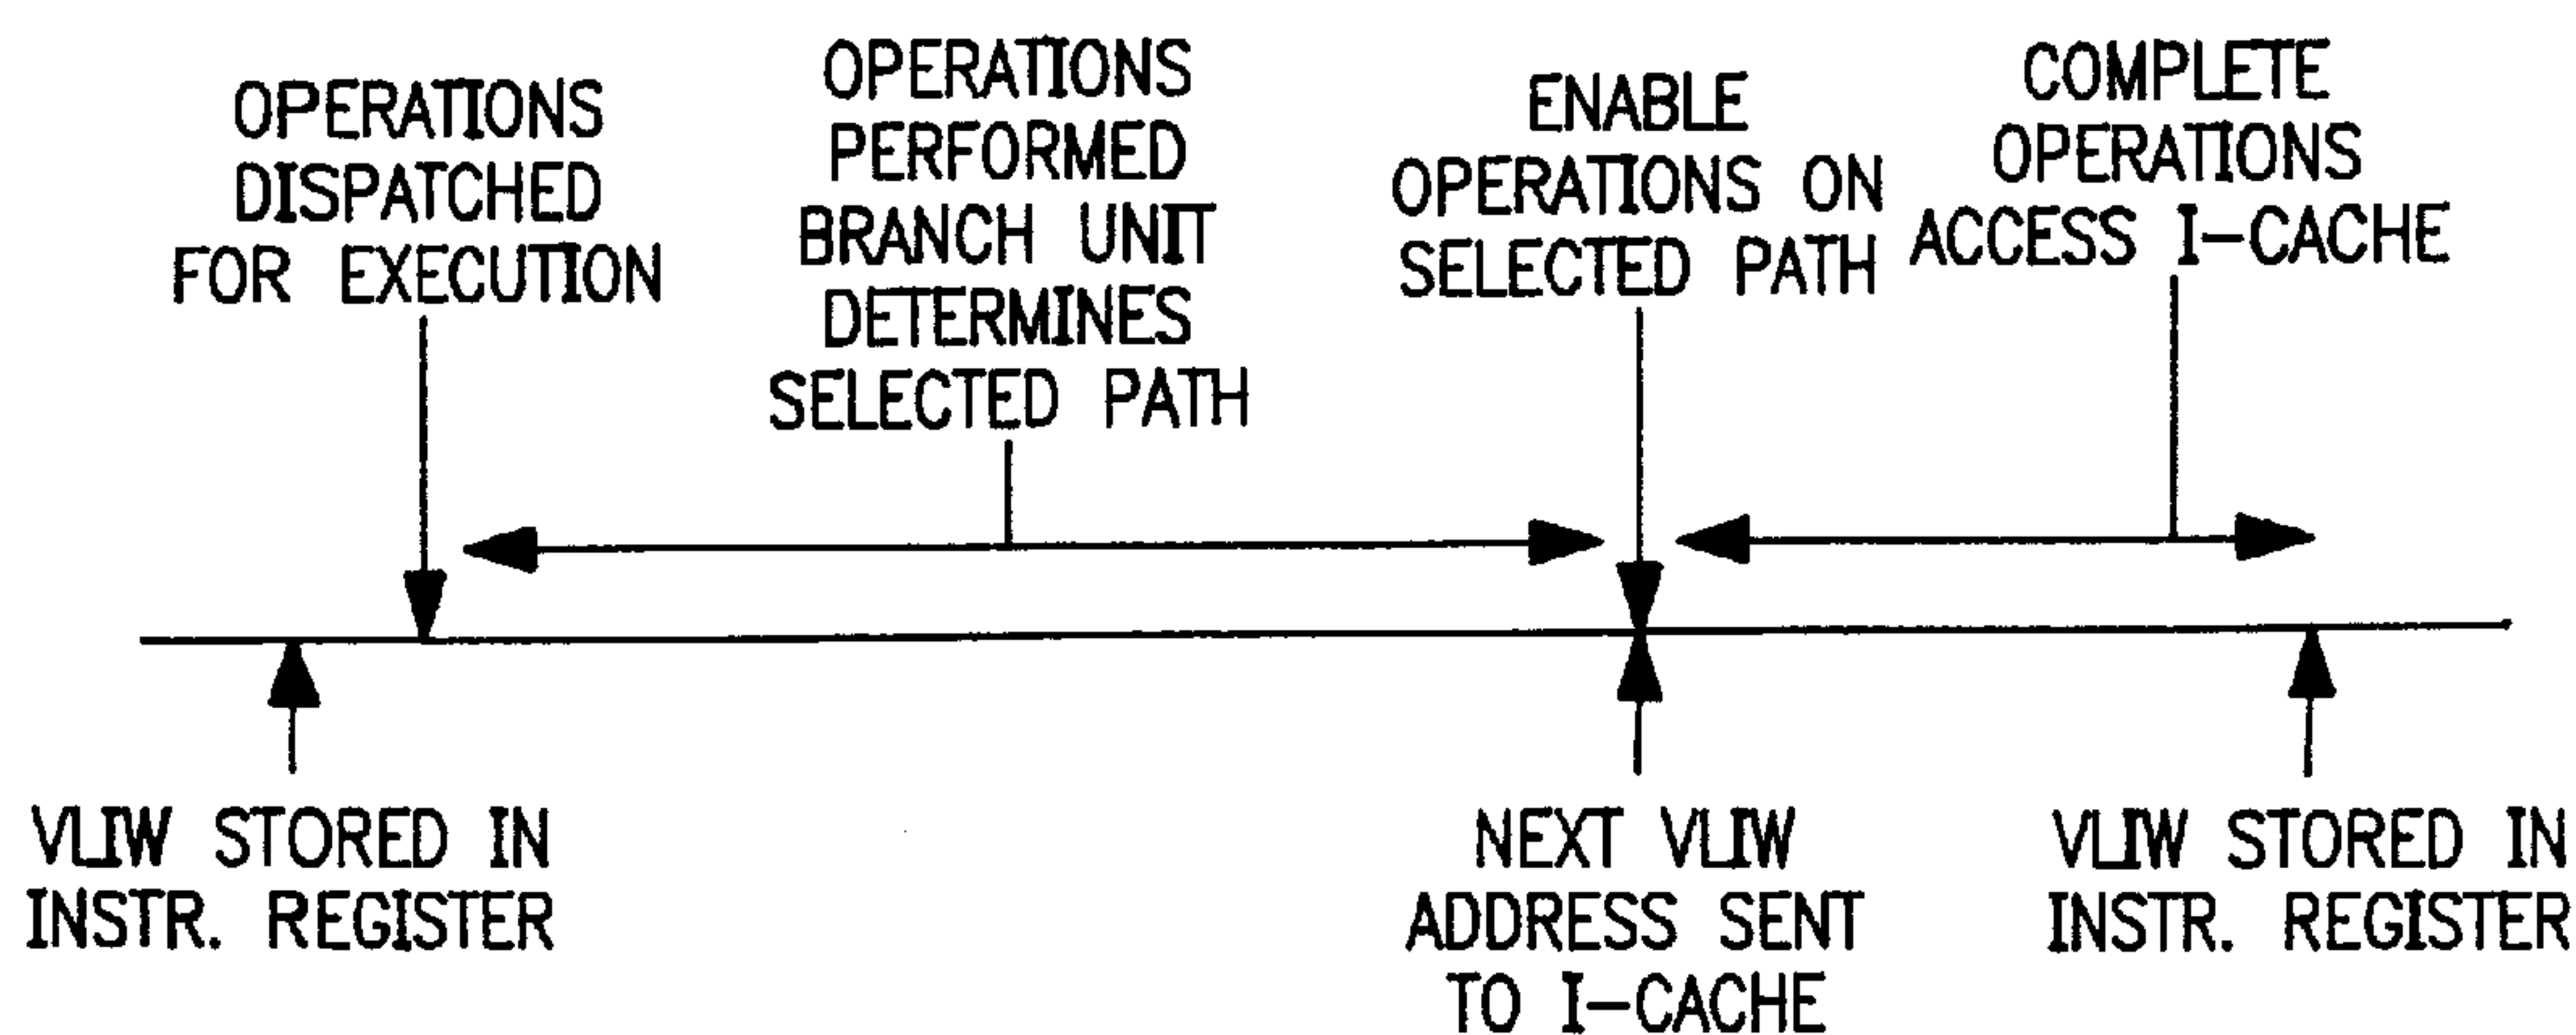 OPERATIONS
DISPATCHED
FOR EXECUTION
OPERATIONS
PERFORMED
BRANCH UNIT
DETERMINES
SELECTED PATH
ENABLE
OPERATIONS ON
SELECTED PATH
COMPLETE
OPERATIONS
ACCESS I-CACHE
VLIW STORED IN
INSTR. REGISTER
NEXT VLIW
ADDRESS SENT
TO I-CACHE
VLIW STORED IN
INSTR. REGISTER